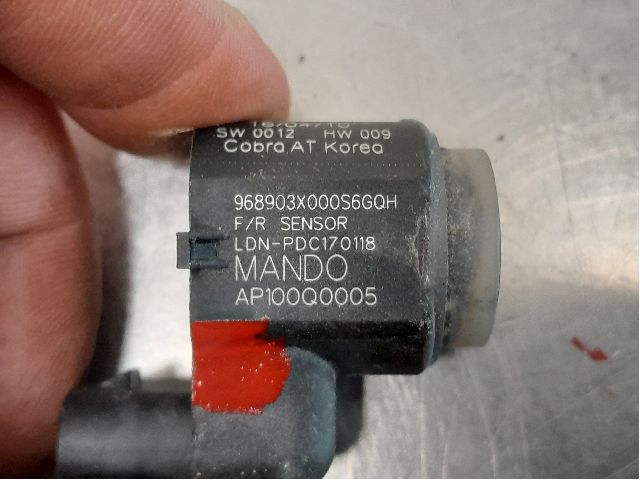 SW 0012 HW 009
Cobra.AT Korea
968903X000S6GQH
F/R SENSOR
LDN-PDC170118
MANDO
AP100Q0005